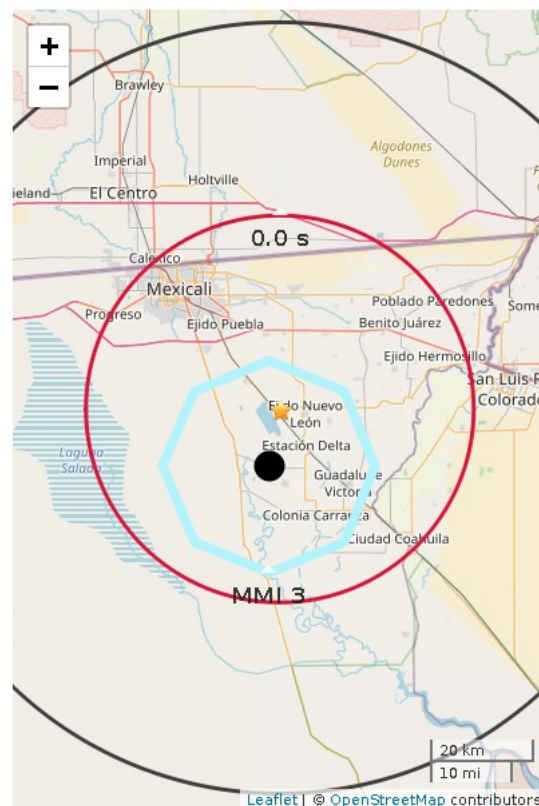 +
−
Brawley
Algodones
Dunes
Imperial
Holtville
ieland
El Centro
0.0 s
Calexico
Mexicali
Poblado Paredones
Some
Progreso
Ejido Puebla
Benito Juárez
Ejido Hermosillo
San Luis R
Colorado
Ejido Nuevo
León
Laguna
Salada
Estación Delta
Guadalupe
Victoria
Colonia Carranza
Ciudad Coahuila
MMI 3
20 km
10 mi
Leaflet | © OpenStreetMap contributors